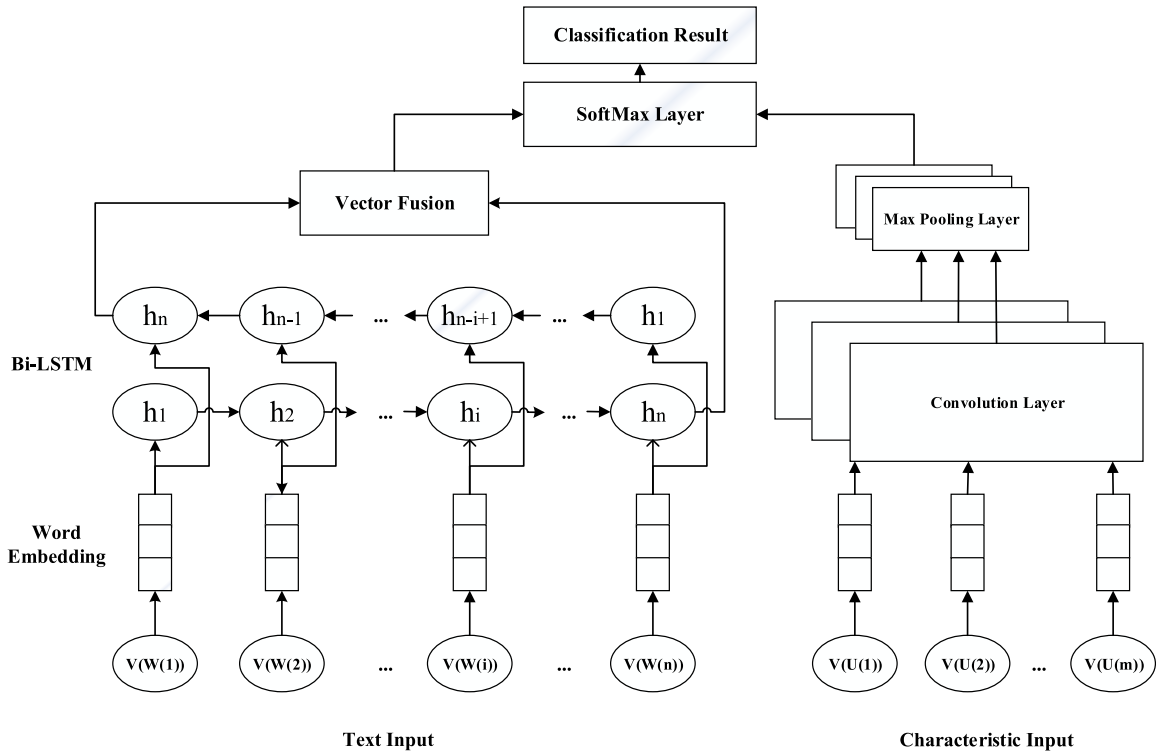 Classification Result
SoftMax Layer
Vector Fusion
Max Pooling Layer
hn hn-1 ... hn-i+1 ... h1
Bi-LSTM
h1 h2 ... hi ... hn
Convolution Layer
Word
Embedding
V(W(1)) V(W(2)) ... V(W(i)) ... V(W(n)) V(U(1)) V(U(2)) ... V(U(m))
Text Input Characteristic Input